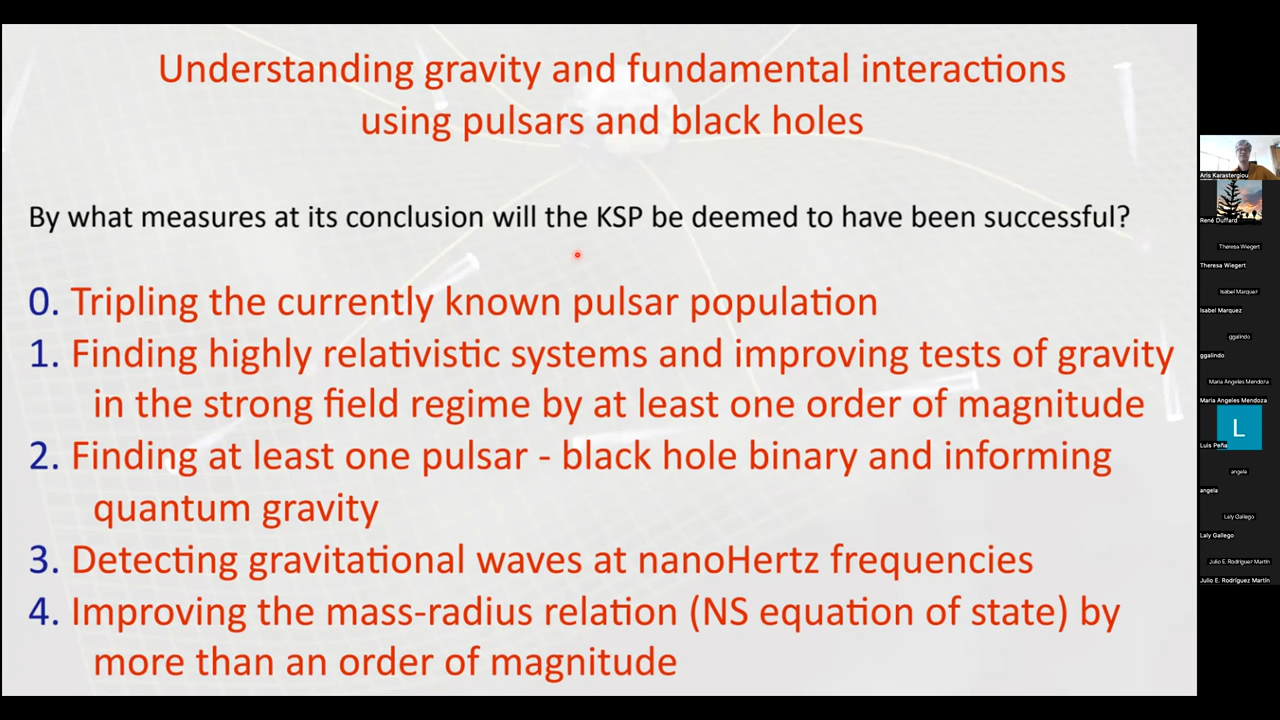 Understanding gravity and fundamental interactions
using pulsars and black holes
By what measures at its conclusion will the KSP be deemed to have been successful?
0. Tripling the currently known pulsar population
1. Finding highly relativistic systems and improving tests of gravity
in the strong field regime by at least one order of magnitude
2. Finding at least one pulsar - black hole binary and informing
quantum gravity
3. Detecting gravitational waves at nanoHertz frequencies
4. Improving the mass-radius relation (NS equation of state) by
more than an order of magnitude
Aris Karastergiou
René Duffard
Theresa Wiegert
Theresa Wiegert
Isabel Marquez
Isabel Marquez
ggalindo
ggalindo
Maria Angeles Mendoza
Maria Angeles Mendoza
L
Luis Peña
angela
angela
Laly Gallego
Laly Gallego
Julio E. Rodríguez Martín
Julio E. Rodríguez Martín